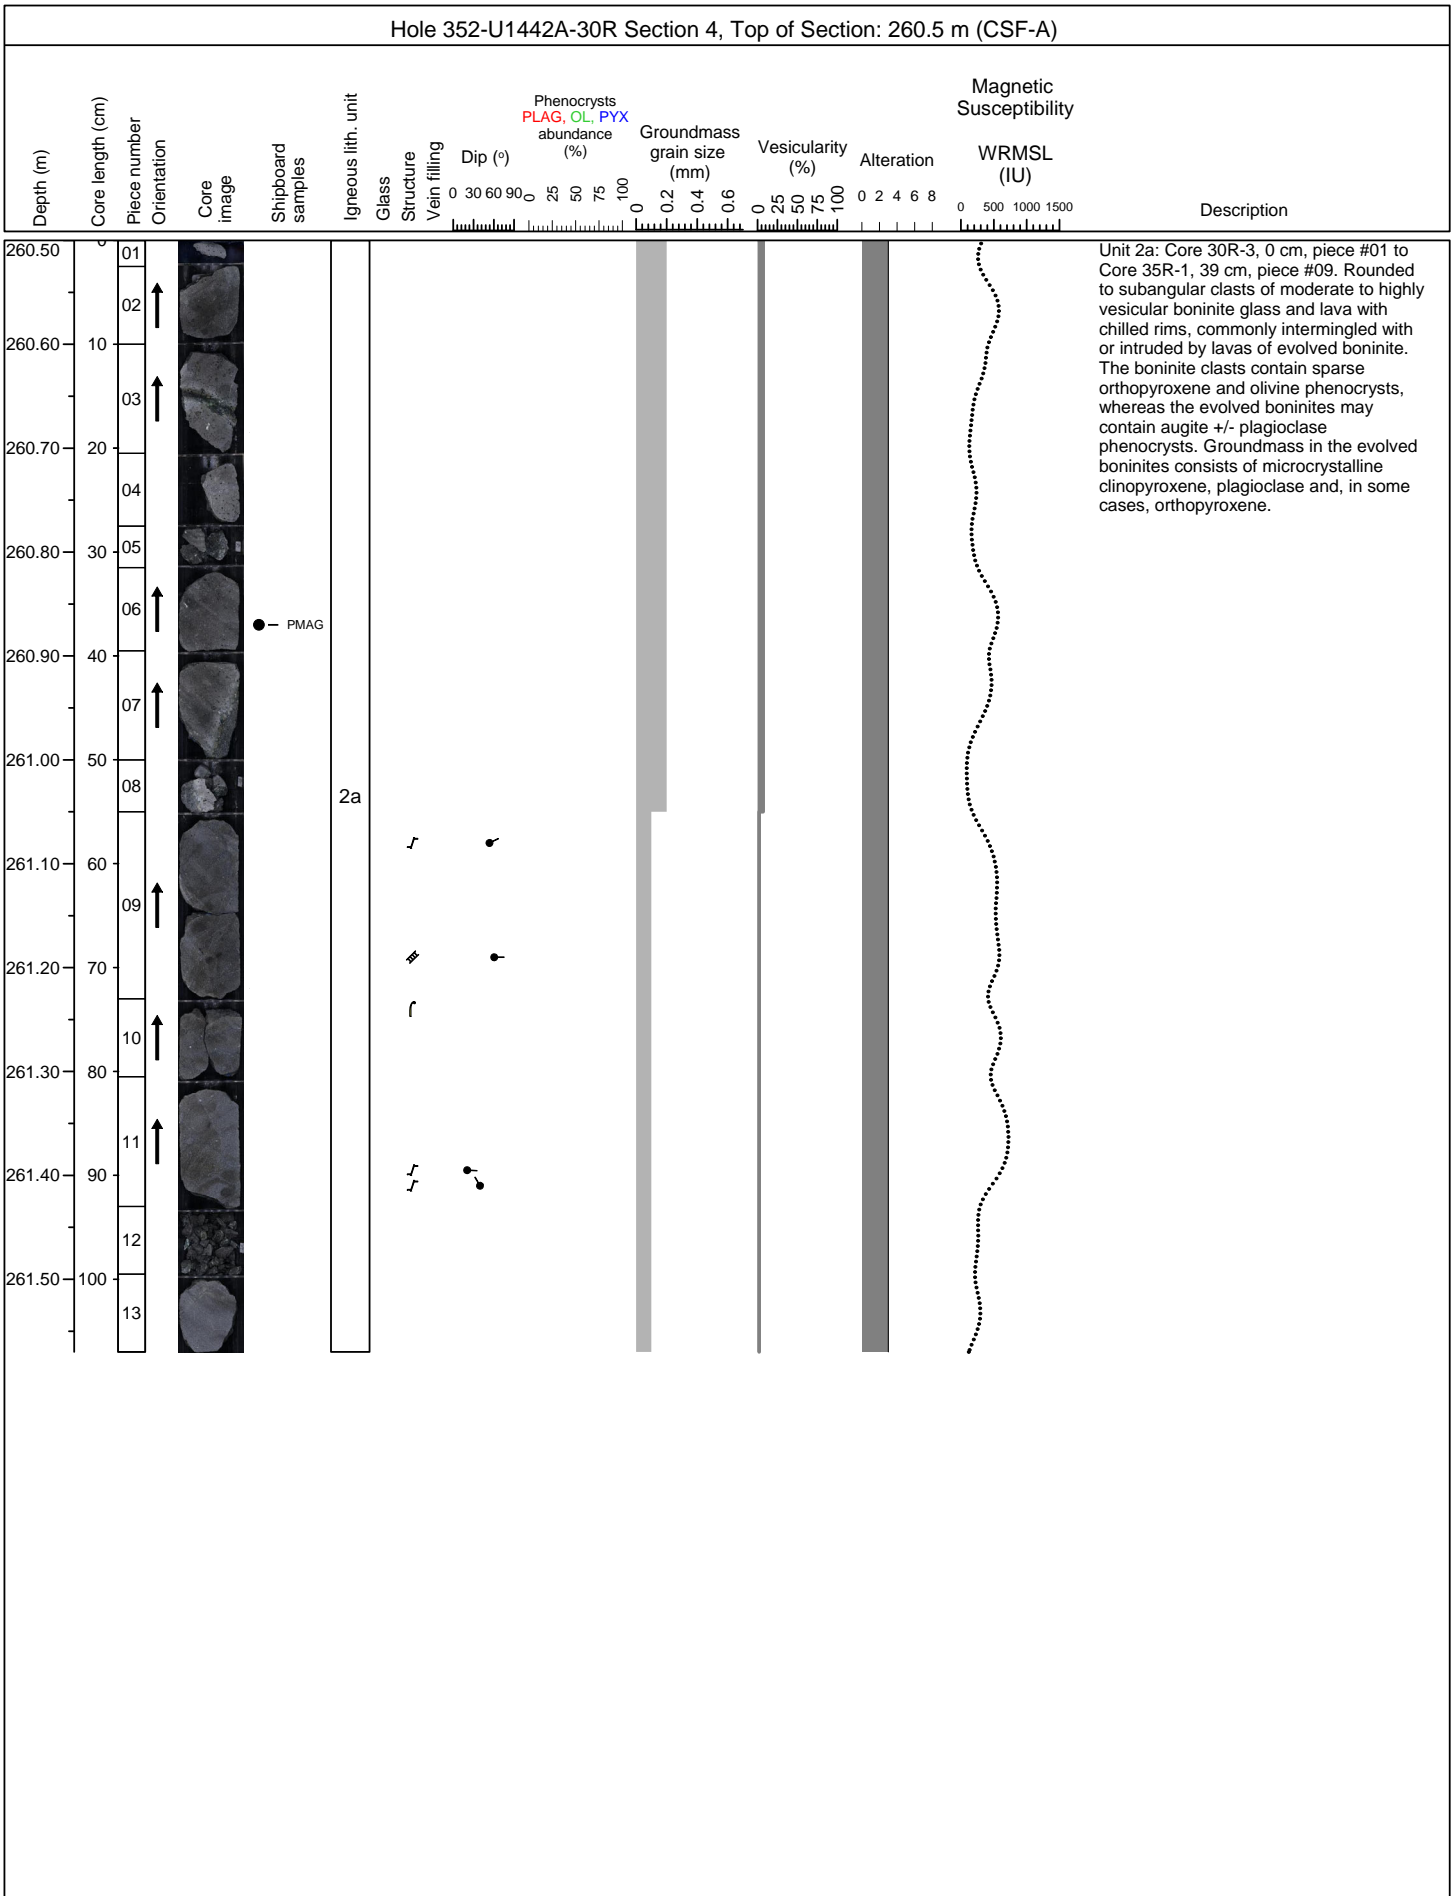 Hole 352-U1442A-30R Section 4, Top of Section: 260.5 m (CSF-A)
Depth (m)
Core length (cm)
Piece number
Orientation
Core
image
Shipboard
samples
Igneous lith. unit
Glass
Structure
Vein filling
Dip (°)
0 30 60 90
Phenocrysts
PLAG, OL, PYX
abundance
(%)
0 25 50 75 100
Groundmass
grain size
(mm)
0 0.2 0.4 0.6
Vesicularity
(%)
0 25 50 75 100
Alteration
0 2 4 6 8
Magnetic
Susceptibility
WRMSL
(IU)
0 500 1000 1500
Description
260.50
260.60
260.70
260.80
260.90
261.00
261.10
261.20
261.30
261.40
261.50
0
10
20
30
40
50
60
70
80
90
100
01
02
03
04
05
06
07
08
09
10
11
12
13
PMAG
2a
Unit 2a: Core 30R-3, 0 cm, piece #01 to
Core 35R-1, 39 cm, piece #09. Rounded
to subangular clasts of moderate to highly
vesicular boninite glass and lava with
chilled rims, commonly intermingled with
or intruded by lavas of evolved boninite.
The boninite clasts contain sparse
orthopyroxene and olivine phenocrysts,
whereas the evolved boninites may
contain augite +/- plagioclase
phenocrysts. Groundmass in the evolved
boninites consists of microcrystalline
clinopyroxene, plagioclase and, in some
cases, orthopyroxene.